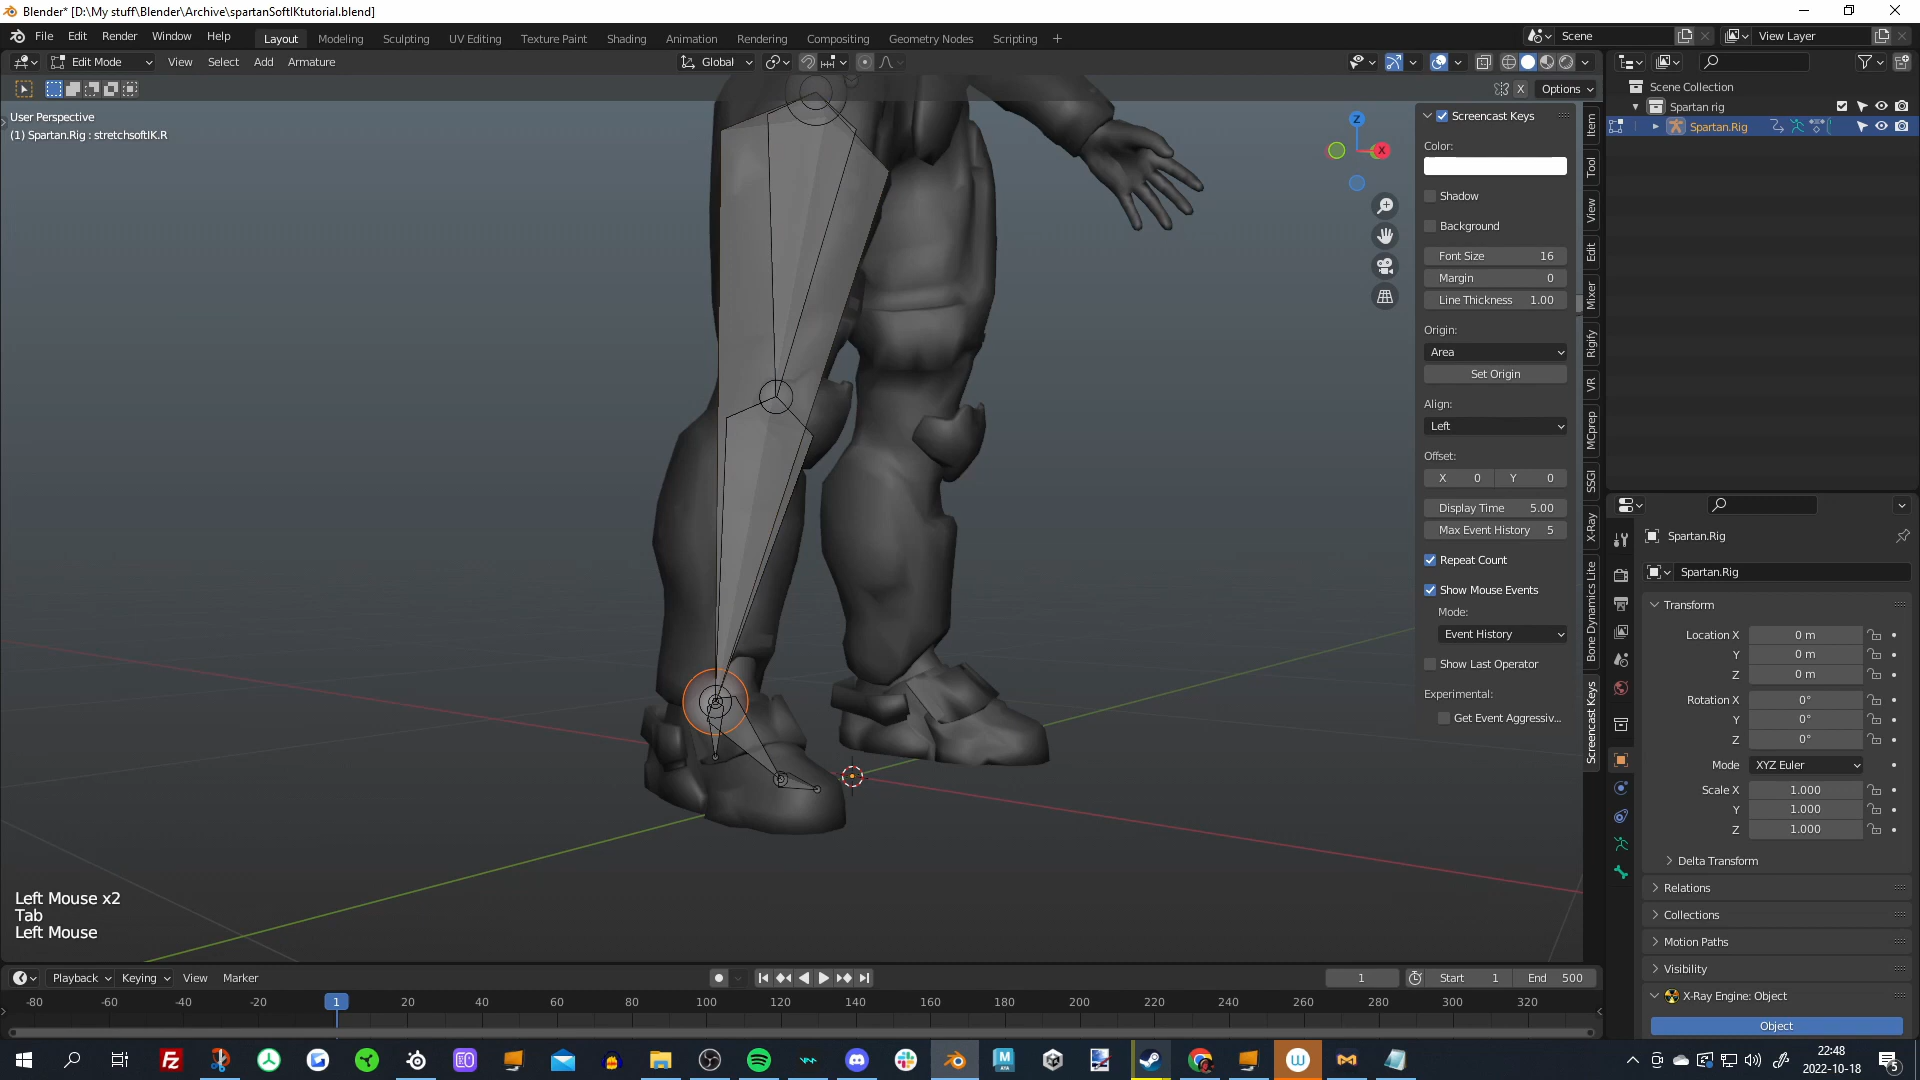 Blender* [D:\My stuff\Blender\Archive\spartanSoftIKtutorial.blend]
File Edit Render Window Help Layout Modeling Sculpting UV Editing Texture Paint Shading Animation Rendering Compositing Geometry Nodes Scripting + Scene View Layer
Edit Mode View Select Add Armature Global
X Options
User Perspective
(1) Spartan.Rig : stretchsoftIK.R
Z
X
Screencast Keys
Color:
Shadow
Background
Font Size 16
Margin 0
Line Thickness 1.00
Origin:
Area
Set Origin
Align:
Left
Offset:
X 0 Y 0
Display Time 5.00
Max Event History 5
Repeat Count
Show Mouse Events
Mode:
Event History
Show Last Operator
Experimental:
Get Event Aggressiv...
Item
Tool
View
Edit
Mixer
Rigify
VR
MCprep
SSGI
X-Ray
Bone Dynamics Lite
Screencast Keys
Scene Collection
Spartan rig
Spartan.Rig
Spartan.Rig
Spartan.Rig
Transform
Location X 0 m
Y 0 m
Z 0 m
Rotation X 0°
Y 0°
Z 0°
Mode XYZ Euler
Scale X 1.000
Y 1.000
Z 1.000
Delta Transform
Relations
Collections
Motion Paths
Visibility
X-Ray Engine: Object
Object
Left Mouse x2
Tab
Left Mouse
Playback Keying View Marker 1 Start 1 End 500
-80 -60 -40 -20 1 20 40 60 80 100 120 140 160 180 200 220 240 260 280 300 320
22:48
2022-10-18
5